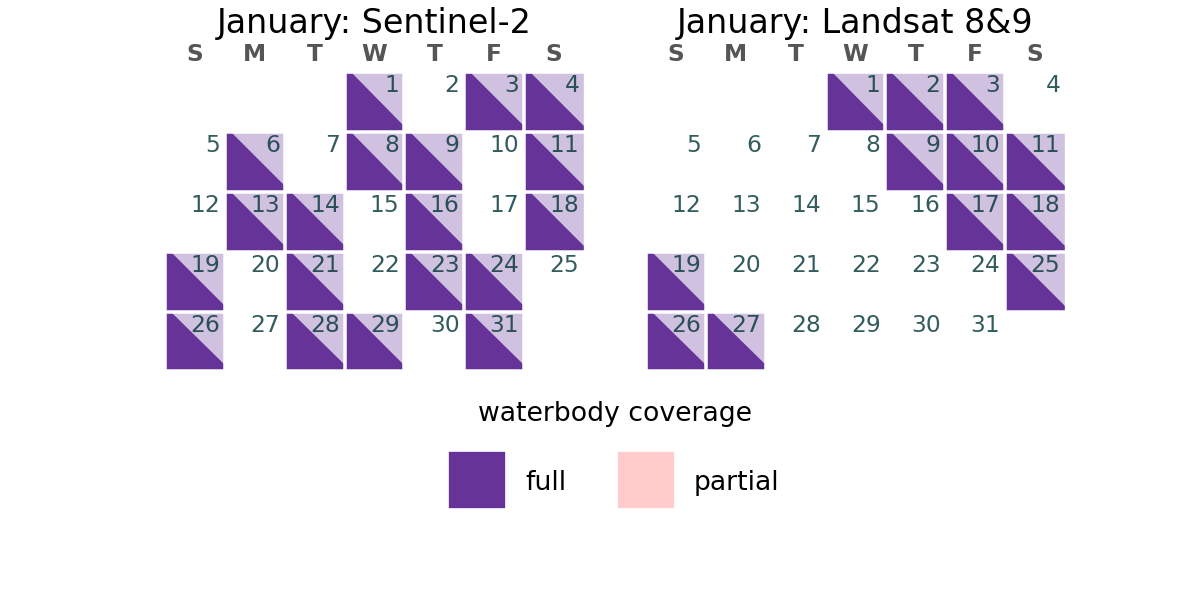 January: Sentinel-2
S M T W T F S
1 2 3 4
5 6 7 8 9 10 11
12 13 14 15 16 17 18
19 20 21 22 23 24 25
26 27 28 29 30 31
January: Landsat 8&9
S M T W T F S
1 2 3 4
5 6 7 8 9 10 11
12 13 14 15 16 17 18
19 20 21 22 23 24 25
26 27 28 29 30 31
waterbody coverage
full
partial